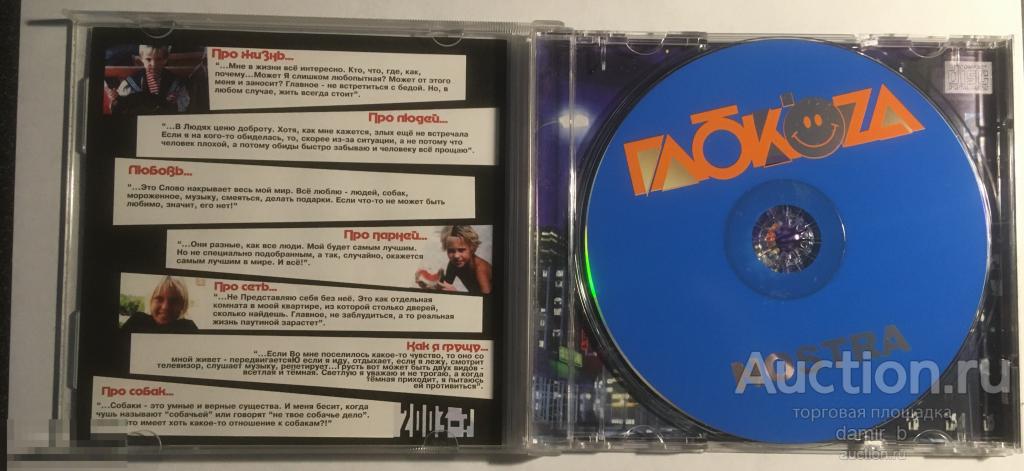 Про жизнь...
"...Мне в жизни всё интересно. Кто, что, где, как,
почему...Может Я слишком любопытная? Может от этого
меня и заносит? Главное - не встретиться с бедой. Но, в
любом случае, жить всегда стоит".
Про людей...
"...В Людях ценю доброту. Хотя, как мне кажется, злых ещё не встречала
Если я на кого-то обиделась, то, скорее из-за ситуации, а не потому что
человек плохой, а потому обиды быстро забываю и человеку всё прощаю".
Любовь...
"...Это Слово накрывает весь мой мир. Всё люблю - людей, собак,
мороженное, музыку, смеяться, делать подарки. Если что-то не может быть
любимо, значит, его нет!"
Про парней...
"...Они разные, как все люди. Мой будет самым лучшим.
Но не специально подобранным, а так, случайно, окажется
самым лучшим в мире. И всё!".
Про сеть...
"...Не Представляю себя без неё. Это как отдельная
комната в моей квартире, из которой столько дверей,
сколько найдешь. Главное, не заблудиться, а то реальная
жизнь паутиной зарастет".
Как я грущу...
"...Если Во мне поселилось какое-то чувство, то оно со
мной живет - передвигаетсяЮ если я иду, отдыхает, если я лежу, смотрит
телевизор, слушает музыку, репетирует...Грусть вот может быть двух видов -
всетлая и тёмная. Светлую я уважаю и не трогаю, а когда
тёмная приходит, я пытаюсь
ей противиться".
Про собак...
"...Собаки - это умные и верные существа. И меня бесит, когда
чушь называют "собачьей" или говорят "не твое собачье дело".
это имеет хоть какое-то отношение к собакам?!"
2003
ГЛЮКOZA
NOSTRA
Auction.ru
торговая площадка
damir_b
auction.ru